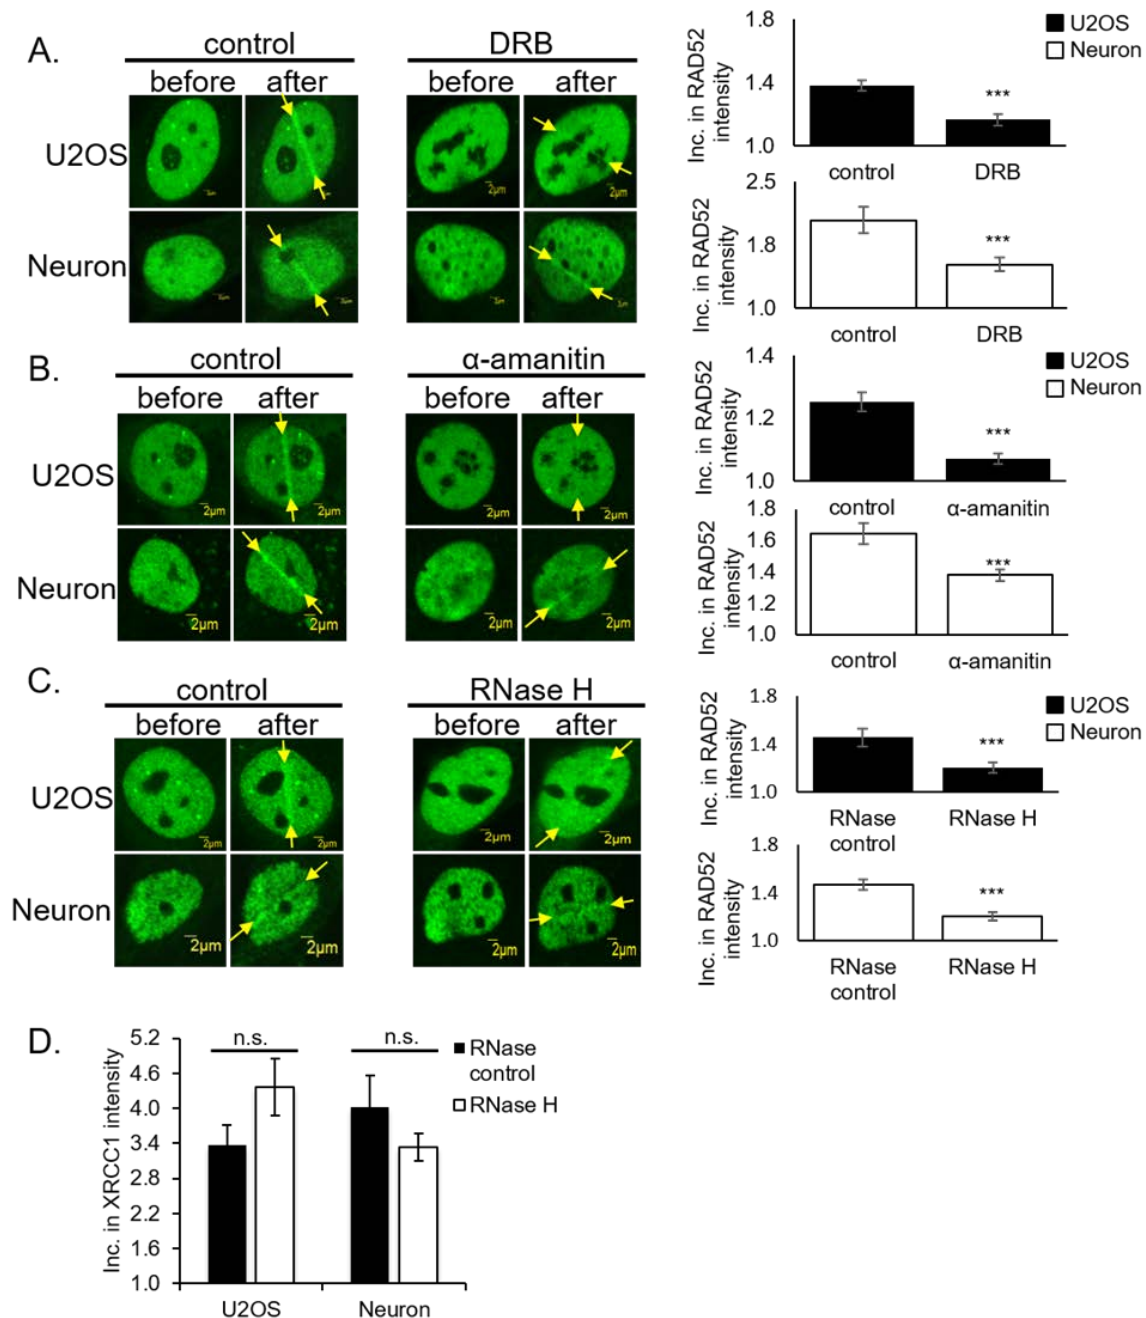 A.
control
DRB
before after
before after
U2OS
2µm
2µm
Neuron
1.8
1.4
1.0
Inc. in RAD52
intensity
***
control
DRB
U2OS
Neuron
2.5
1.8
1.0
Inc. in RAD52
intensity
***
control
DRB
B.
control
α-amanitin
before after
before after
U2OS
2µm
2µm
2µm
2µm
Neuron
2µm
2µm
2µm
2µm
1.4
1.2
1.0
Inc. in RAD52
intensity
***
control
α-amanitin
U2OS
Neuron
1.8
1.6
1.4
1.2
1.0
Inc. in RAD52
intensity
***
control
α-amanitin
C.
control
RNase H
before after
before after
U2OS
2µm
2µm
2µm
2µm
Neuron
2µm
2µm
2µm
2µm
1.8
1.4
1.0
Inc. in RAD52
intensity
***
RNase
control
RNase H
U2OS
Neuron
1.8
1.4
1.0
Inc. in RAD52
intensity
***
RNase
control
RNase H
D.
Inc. in XRCC1 intensity
5.2
4.6
4.0
3.4
2.8
2.2
1.6
1.0
n.s.
n.s.
RNase
control
RNase H
U2OS
Neuron